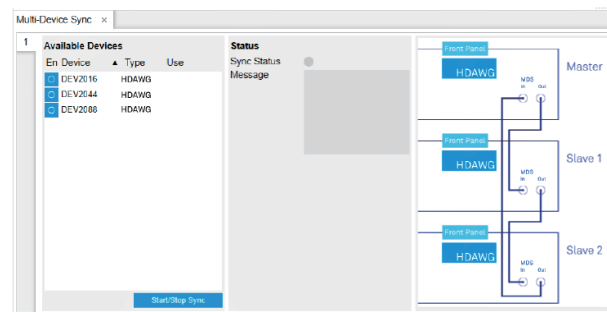 Multi-Device Sync ×
1
Available Devices
En Device ▲ Type Use
DEV2016 HDAWG
DEV2044 HDAWG
DEV2088 HDAWG
Start/Stop Sync
Status
Sync Status
Message
Front Panel
HDAWG
MDS
In Out
Master
Front Panel
HDAWG
MDS
In Out
Slave 1
Front Panel
HDAWG
MDS
In Out
Slave 2